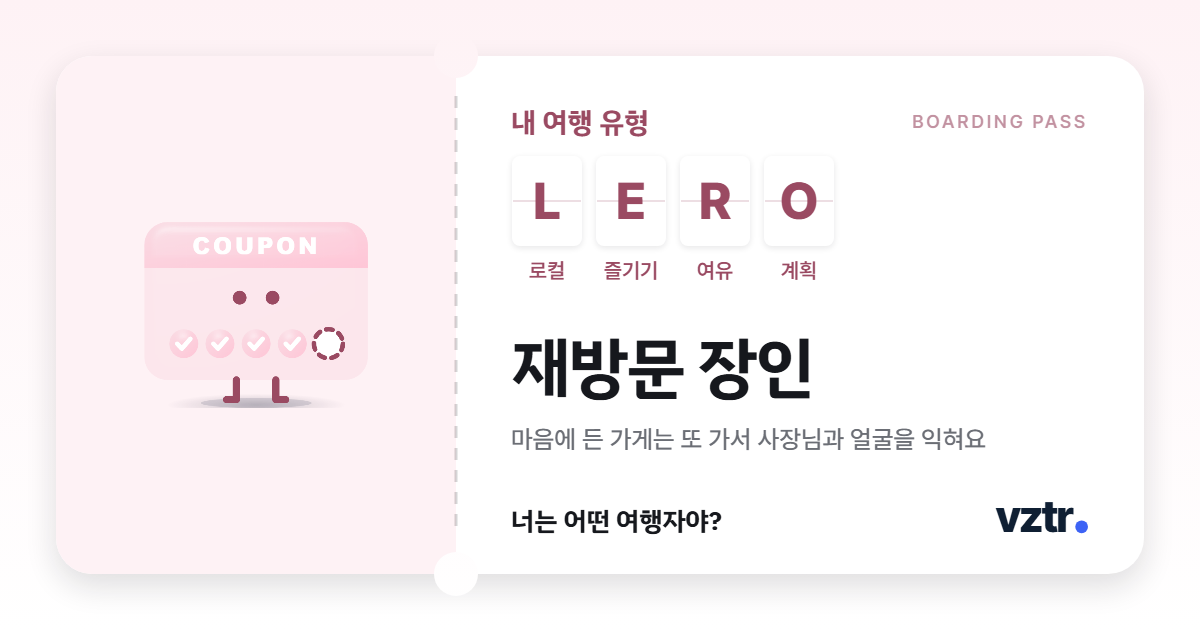 COUPON
내 여행 유형
BOARDING PASS
L E R O
로컬 즐기기 여유 계획
재방문 장인
마음에 든 가게는 또 가서 사장님과 얼굴을 익혀요
너는 어떤 여행자야?
vztr.